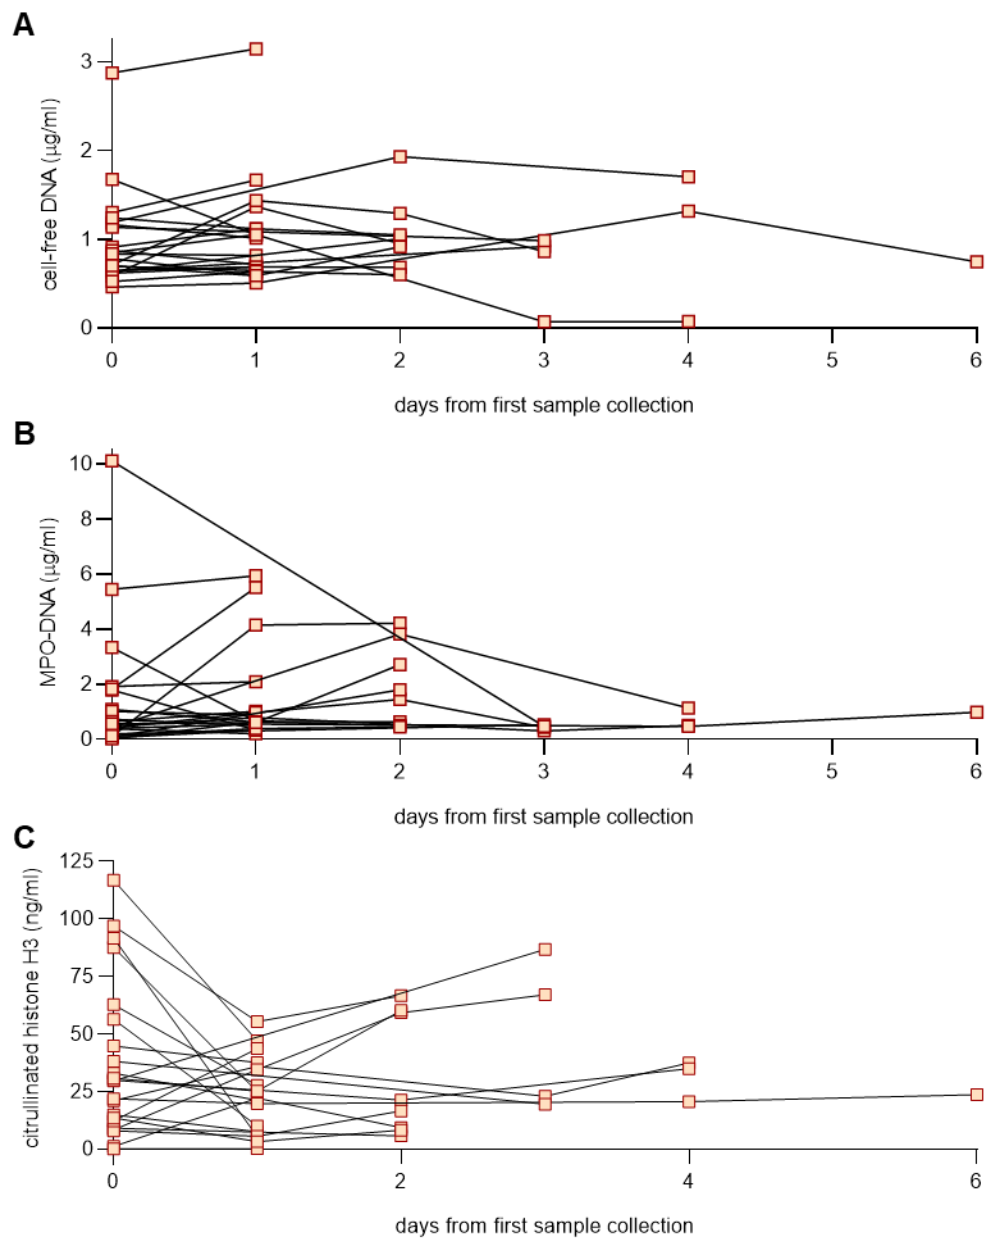 A
cell-free DNA (μg/ml)
3
2
1
0
0 1 2 3 4 5 6
days from first sample collection
B
MPO-DNA (μg/ml)
10
8
6
4
2
0
0 1 2 3 4 5 6
days from first sample collection
C
citrullinated histone H3 (ng/ml)
125
100
75
50
25
0
0 2 4 6
days from first sample collection